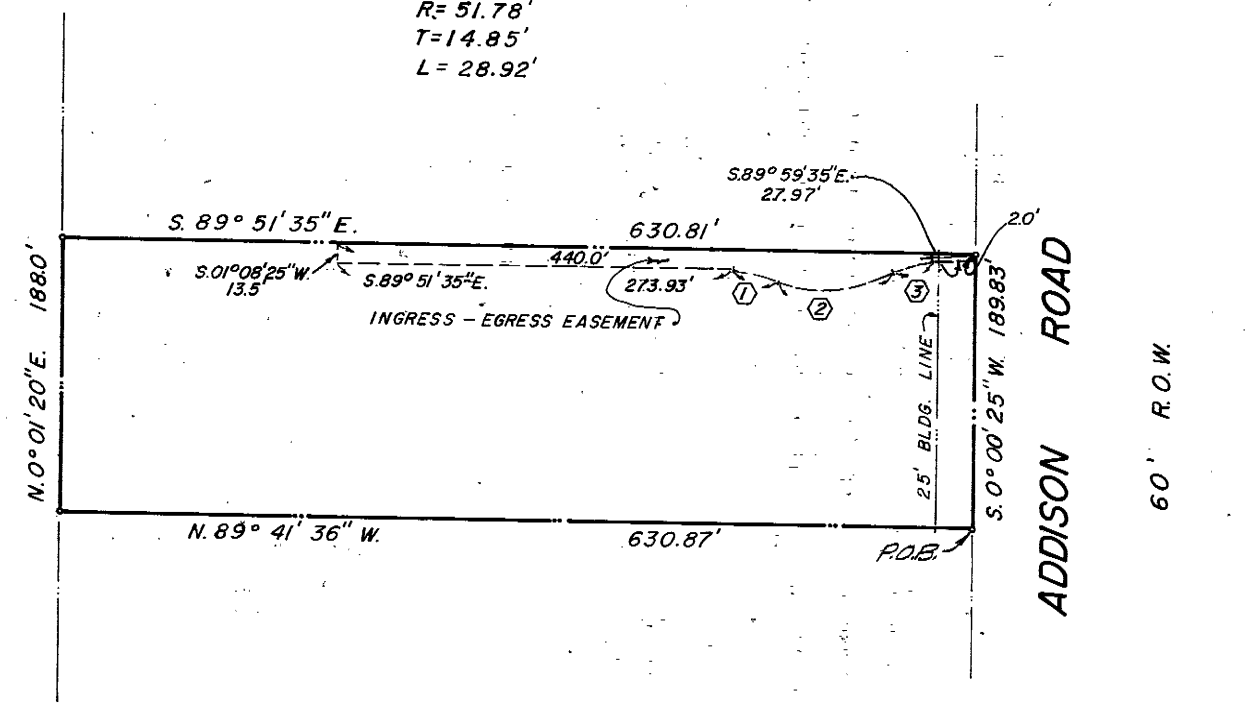 R= 51.78'
T=14.85'
L= 28.92'
S.89° 59' 35"E.
27.97'
S. 89° 51' 35" E.
630.81'
20'
S.01°08'25"W.
13.5'
S.89° 51' 35"E.
440.0'
273.93'
1
2
3
INGRESS - EGRESS EASEMENT
N.0° 01' 20"E. 188.0'
25' BLDG. LINE
S. 0° 00' 25" W. 189.83
ADDISON ROAD
60' R.O.W.
N. 89° 41' 36" W.
630.87'
P.O.B.